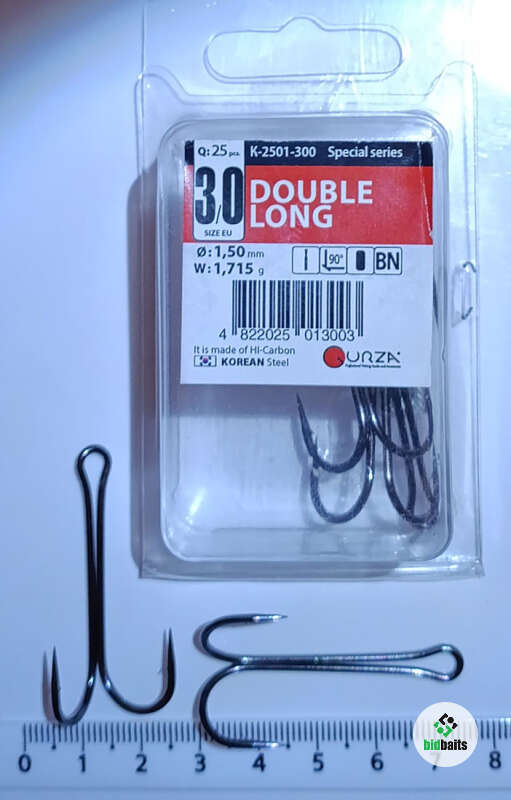 Q: 25 pcs. K-2501-300 Special series
3/0
SIZE EU
DOUBLE
LONG
Ø: 1,50 mm
W: 1,715 g
90°
BN
4 822025 013003
It is made of HI-Carbon
KOREAN Steel
GURZA
0 1 2 3 4 5 6 7 8
bidbaits